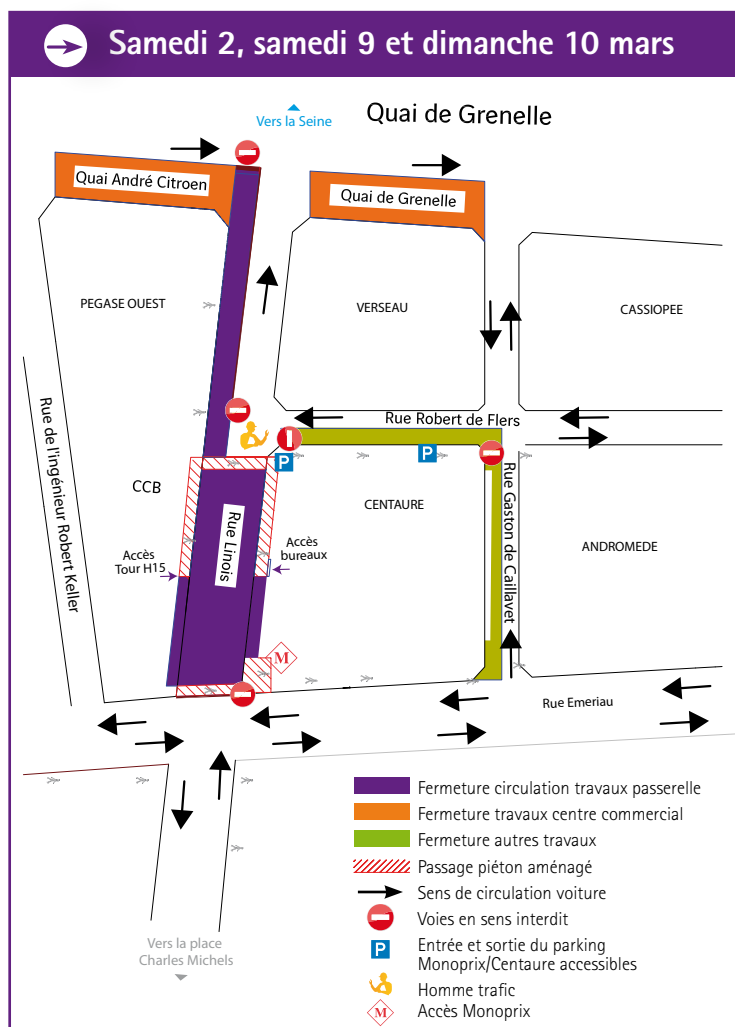 Samedi 2, samedi 9 et dimanche 10 mars
Vers la Seine
Quai de Grenelle
Quai André Citroen
Quai de Grenelle
PEGASE OUEST
VERSEAU
CASSIOPEE
Rue Robert de Flers
Rue de l'ingénieur Robert Keller
P
P
CCB
Rue Linois
CENTAURE
Rue Gaston de Caillavet
ANDROMEDE
Accès
Tour H15
Accès
bureaux
M
Rue Emeriau
Fermeture circulation travaux passerelle
Fermeture travaux centre commercial
Fermeture autres travaux
Passage piéton aménagé
Sens de circulation voiture
Voies en sens interdit
P Entrée et sortie du parking
Monoprix/Centaure accessibles
Homme trafic
M Accès Monoprix
Vers la place
Charles Michels